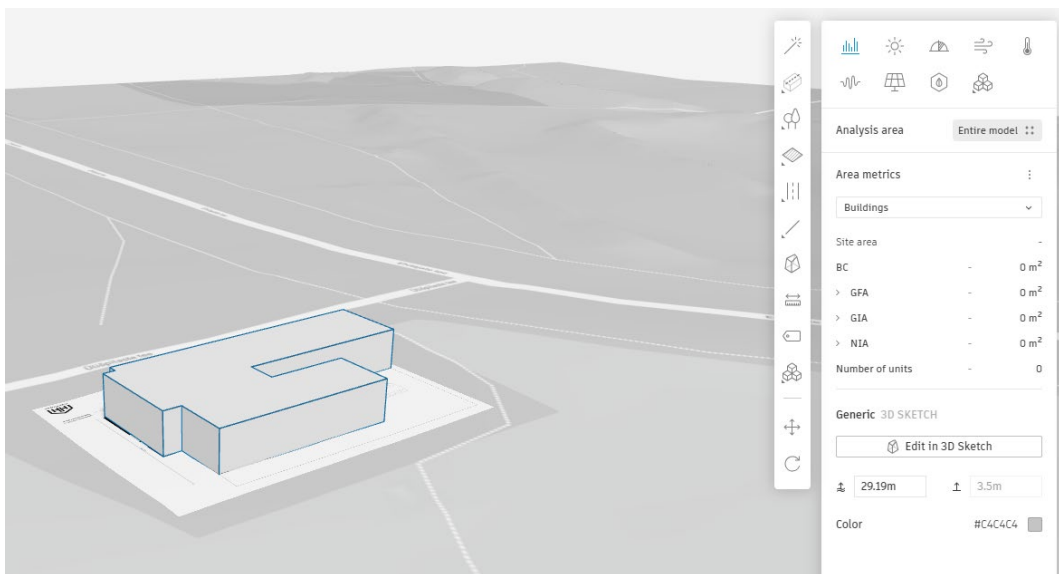 Analysis area
Entire model
Area metrics
Buildings
Site area -
BC - 0 m²
GFA - 0 m²
GIA - 0 m²
NIA - 0 m²
Number of units - 0
Generic 3D SKETCH
Edit in 3D Sketch
29.19m 3.5m
Color #C4C4C4